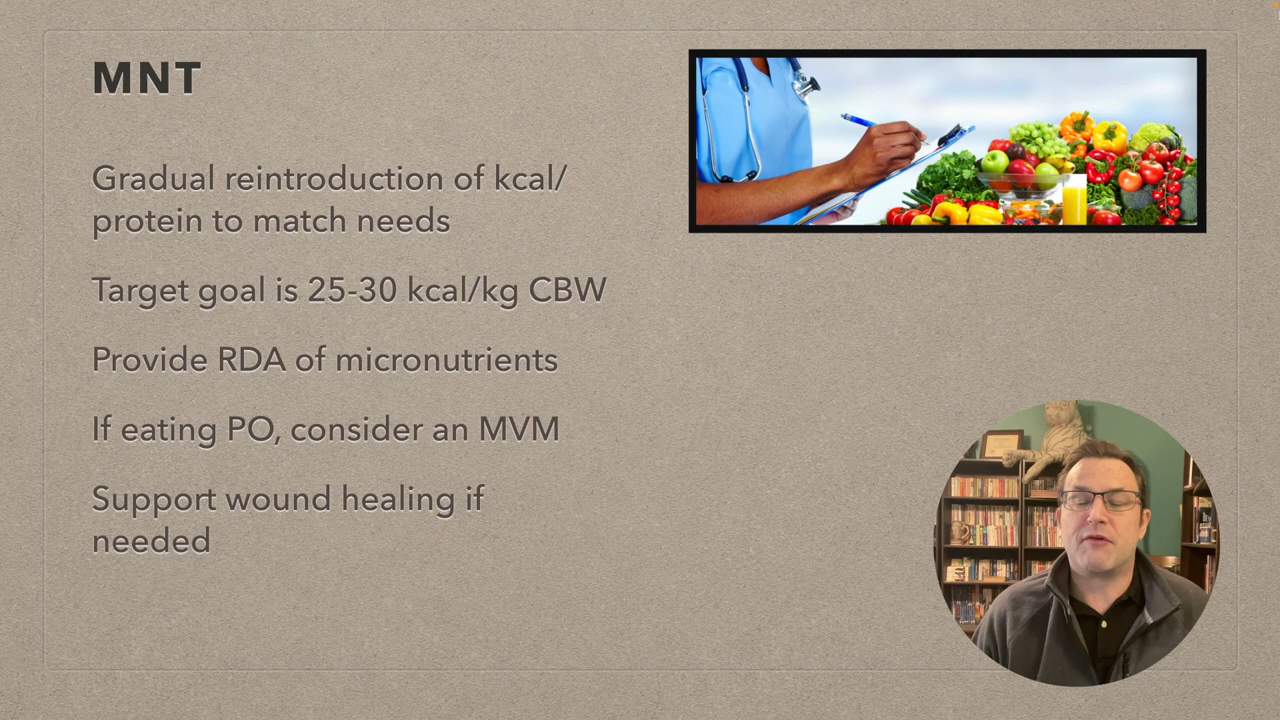 MNT
Gradual reintroduction of kcal/
protein to match needs
Target goal is 25-30 kcal/kg CBW
Provide RDA of micronutrients
If eating PO, consider an MVM
Support wound healing if
needed